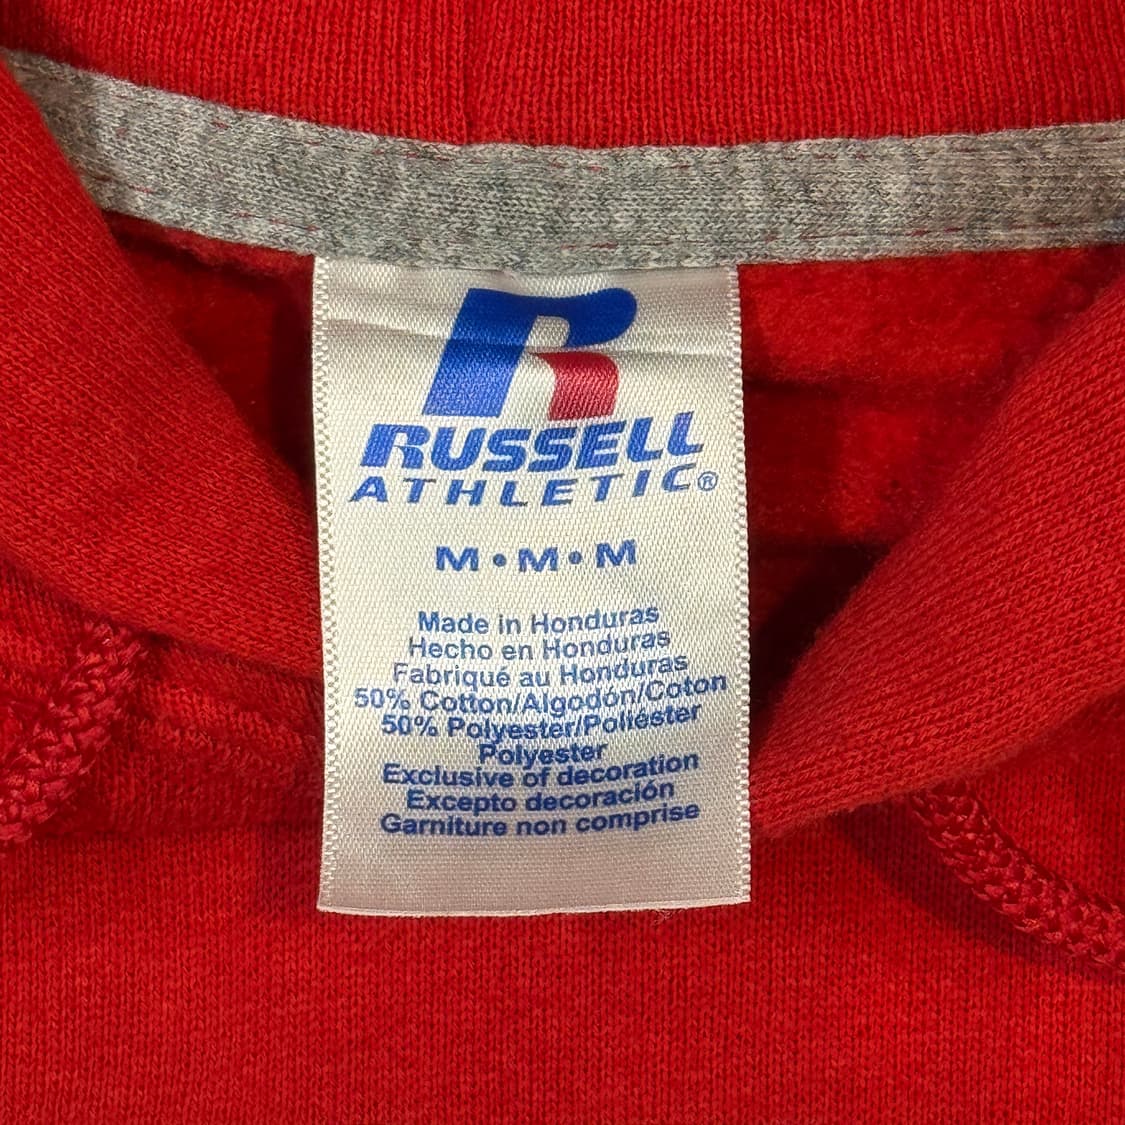 R
RUSSELL
ATHLETIC®
M • M • M
Made in Honduras
Hecho en Honduras
Fabriqué au Honduras
50% Cotton/Algodón/Coton
50% Polyester/Poliéster
Polyester
Exclusive of decoration
Excepto decoración
Garniture non comprise